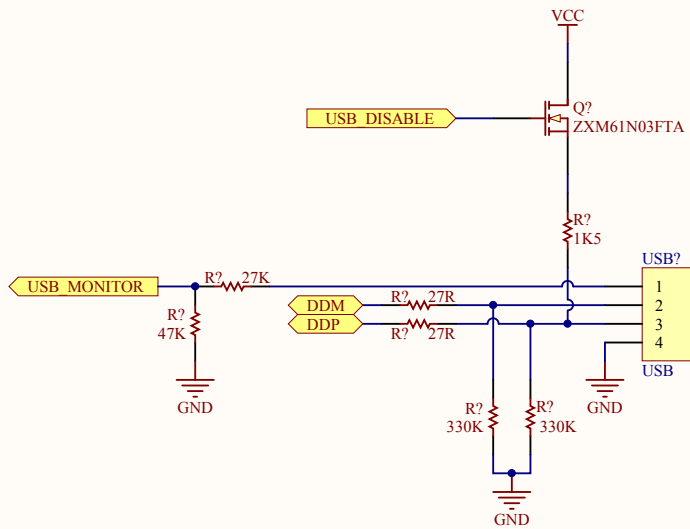 VCC
Q?
USB_DISABLE
ZXM61N03FTA
R?
1K5
USB?
USB_MONITOR
R?
27K
1
R?
47K
DDM
R?
27R
2
DDP
R?
27R
3
4
USB
GND
GND
R?
330K
R?
330K
GND